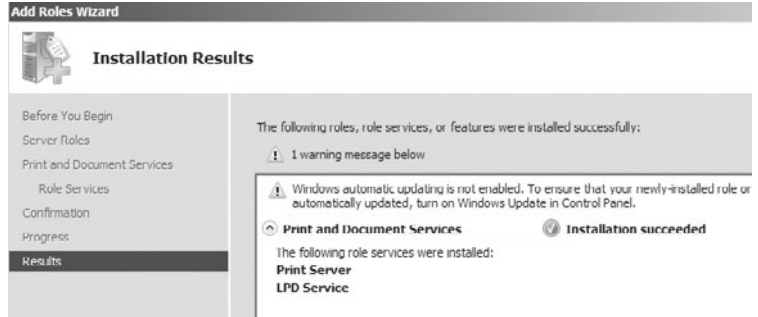 Add Roles Wizard
Installation Results
Before You Begin
Server Roles
Print and Document Services
Role Services
Confirmation
Progress
Results
The following roles, role services, or features were installed successfully:
1 warning message below
Windows automatic updating is not enabled. To ensure that your newly-installed role or
automatically updated, turn on Windows Update in Control Panel.
Print and Document Services Installation succeeded
The following role services were installed:
Print Server
LPD Service